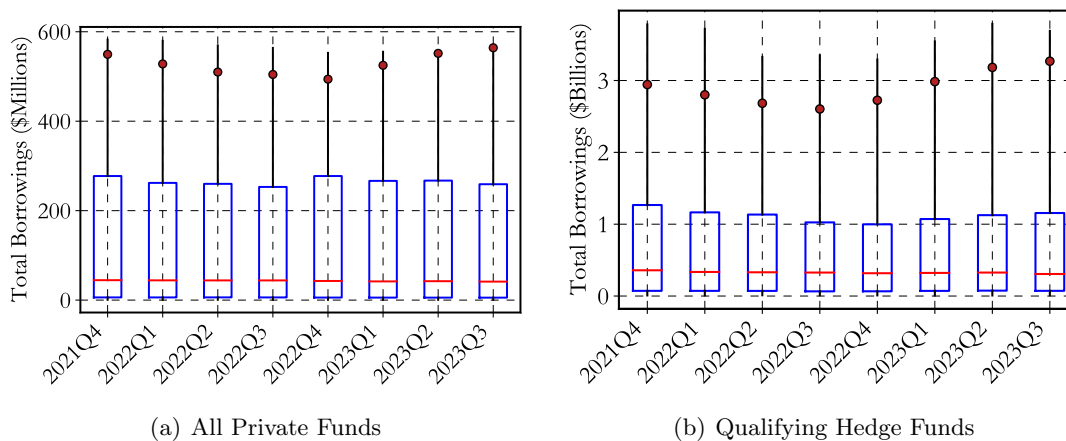 Total Borrowings ($Millions)
600
400
200
0
2021Q4
2022Q1
2022Q2
2022Q3
2022Q4
2023Q1
2023Q2
2023Q3
(a) All Private Funds
Total Borrowings ($Billions)
3
2
1
0
2021Q4
2022Q1
2022Q2
2022Q3
2022Q4
2023Q1
2023Q2
2023Q3
(b) Qualifying Hedge Funds